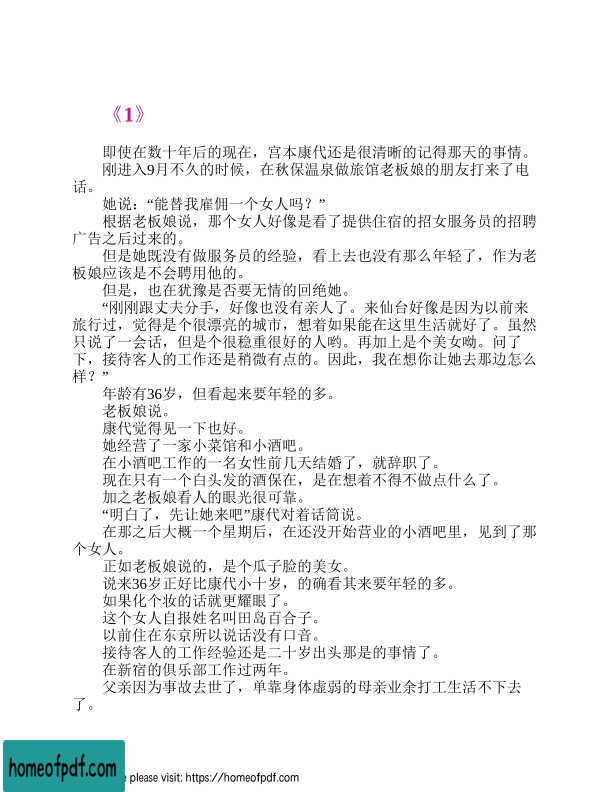 《1》
即使在数十年后的现在，宫本康代还是很清晰的记得那天的事情。
刚进入9月不久的时候，在秋保温泉做旅馆老板娘的朋友打来了电
话。
她说：“能替我雇佣一个女人吗？”
根据老板娘说，那个女人好像是看了提供住宿的招女服务员的招聘
广告之后过来的。
但是她既没有做服务员的经验，看上去也没有那么年轻了，作为老
板娘应该是不会聘用他的。
但是，也在犹豫是否要无情的回绝她。
“刚刚跟丈夫分手，好像也没有亲人了。来仙台好像是因为以前来
旅行过，觉得是个很漂亮的城市，想着如果能在这里生活就好了。虽然
只说了一会话，但是个很稳重很好的人哟。再加上是个美女呦。问了
下，接待客人的工作还是稍微有点的。因此，我在想你让她去那边怎么
样？”
年龄有36岁，但看起来要年轻的多。
老板娘说。
康代觉得见一下也好。
她经营了一家小菜馆和小酒吧。
在小酒吧工作的一名女性前几天结婚了，就辞职了。
现在只有一个白头发的酒保在，是在想着不得不做点什么了。
加之老板娘看人的眼光很可靠。
“明白了，先让她来吧”康代对着话筒说。
在那之后大概一个星期后，在还没开始营业的小酒吧里，见到了那
个女人。
正如老板娘说的，是个瓜子脸的美女。
说来36岁正好比康代小十岁，的确看其来要年轻的多。
如果化个妆的话就更耀眼了。
这个女人自报姓名叫田岛百合子。
以前住在东京所以说话没有口音。
接待客人的工作经验还是二十岁出头那是的事情了。
在新宿的俱乐部工作过两年。
父亲因为事故去世了，单靠身体虚弱的母亲业余打工生活不下去
了。
homeofpdf.com
e please visit: https://homeofpdf.com